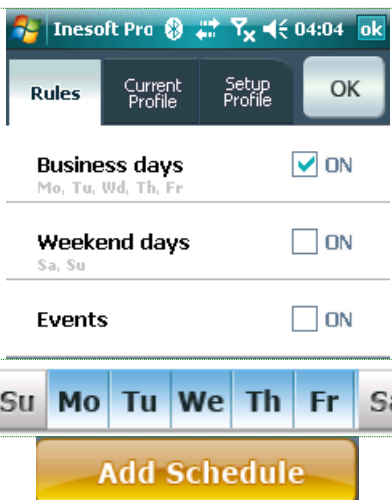 Inesoft Pro 04:04 ok
Rules Current Profile Setup Profile OK
Business days ON
Mo, Tu, Wd, Th, Fr
Weekend days ON
Sa, Su
Events ON
Su Mo Tu We Th Fr Sa
Add Schedule